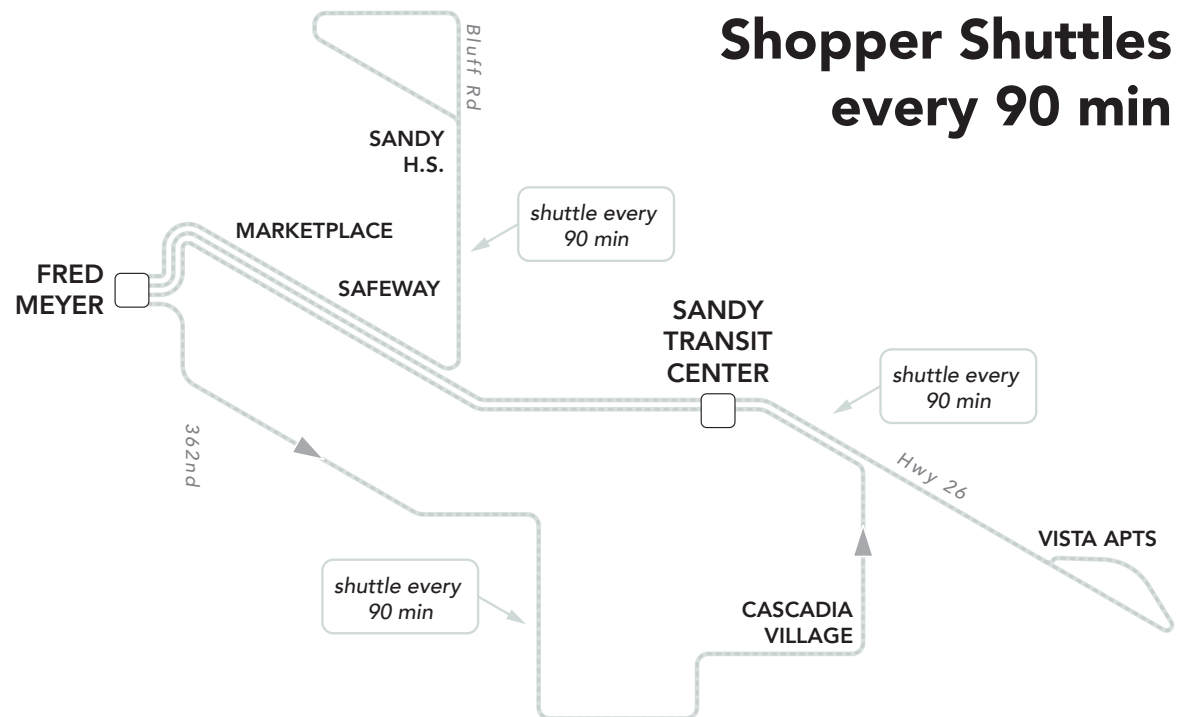 Shopper Shuttles
every 90 min
Bluff Rd
SANDY
H.S.
shuttle every
90 min
MARKETPLACE
FRED
MEYER
SAFEWAY
SANDY
TRANSIT
CENTER
shuttle every
90 min
362nd
Hwy 26
VISTA APTS
shuttle every
90 min
CASCADIA
VILLAGE